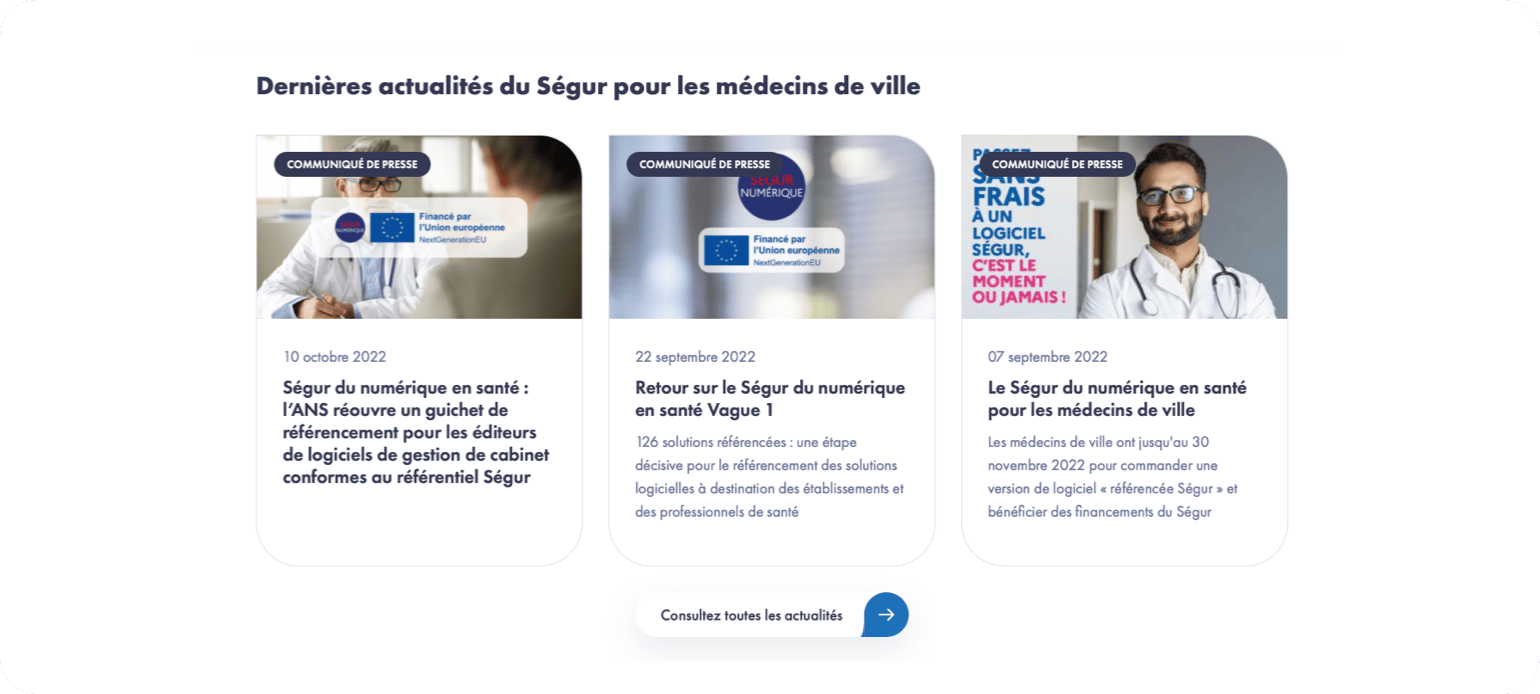 Dernières actualités du Ségur pour les médecins de ville
COMMUNIQUÉ DE PRESSE
SÉGUR
NUMÉRIQUE
Financé par
l'Union européenne
NextGenerationEU
10 octobre 2022
Ségur du numérique en santé :
l’ANS réouvre un guichet de
référencement pour les éditeurs
de logiciels de gestion de cabinet
conformes au référentiel Ségur
COMMUNIQUÉ DE PRESSE
SÉGUR
NUMÉRIQUE
Financé par
l'Union européenne
NextGenerationEU
22 septembre 2022
Retour sur le Ségur du numérique
en santé Vague 1
126 solutions référencées : une étape
décisive pour le référencement des solutions
logicielles à destination des établissements et
des professionnels de santé
COMMUNIQUÉ DE PRESSE
PASSEZ
SANS
FRAIS
À UN
LOGICIEL
SÉGUR,
C'EST LE
MOMENT
OU JAMAIS !
07 septembre 2022
Le Ségur du numérique en santé
pour les médecins de ville
Les médecins de ville ont jusqu'au 30
novembre 2022 pour commander une
version de logiciel « référencée Ségur » et
bénéficier des financements du Ségur
Consultez toutes les actualités